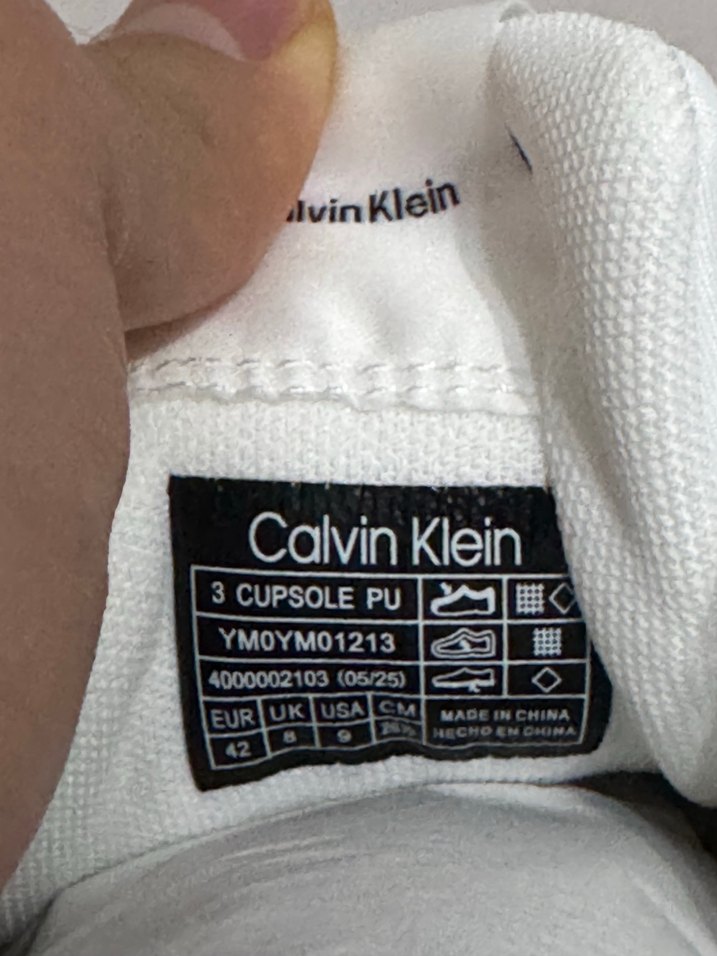 lvin Klein
Calvin Klein
3 CUPSOLE PU
YM0YM01213
4000002103 (05/25)
EUR UK USA CM
42 8 9
MADE IN CHINA
HECHO EN CHINA